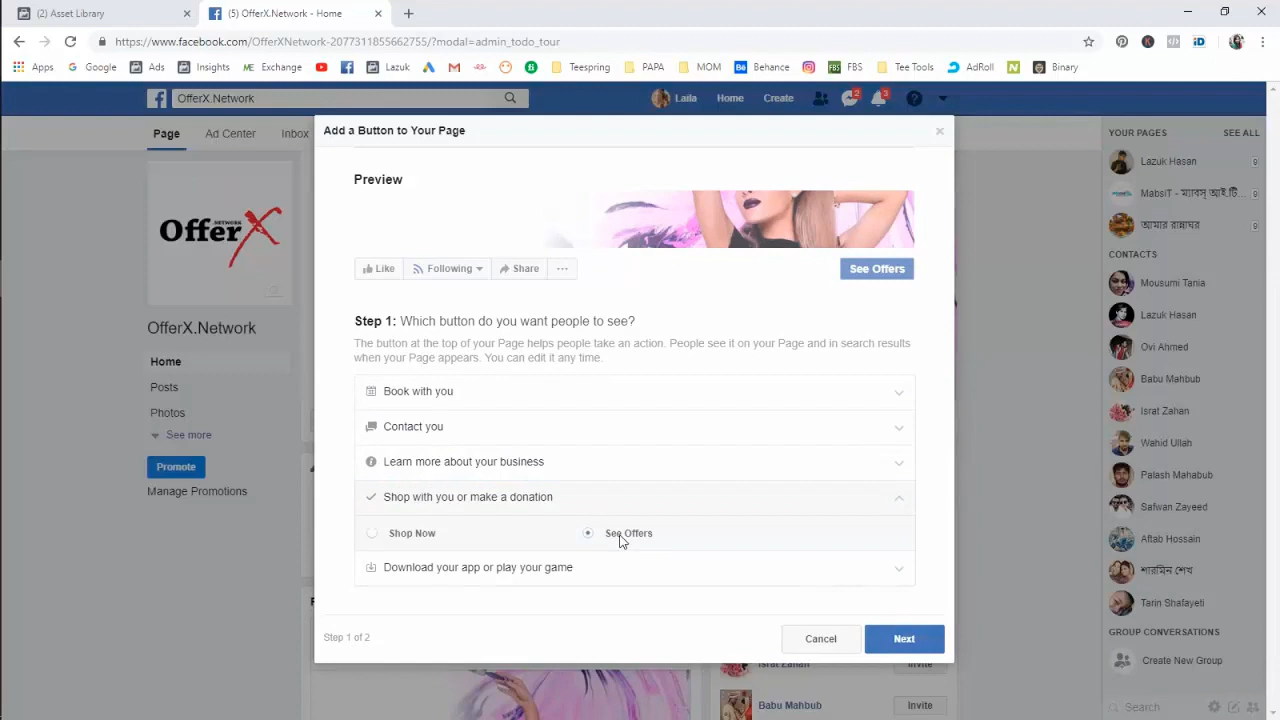 (2) Asset Library
(5) OfferX.Network - Home
https://www.facebook.com/OfferXNetwork-2077311855662755/?modal=admin_todo_tour
Apps Google Ads Insights Exchange Lazuk Teespring PAPA MOM Behance FBS Tee Tools AdRoll Binary
OfferX.Network
Laila Home Create 2 3
Page Ad Center Inbox
OfferX
.NETWORK
OfferX.Network
Home
Posts
Photos
See more
Promote
Manage Promotions
Add a Button to Your Page
Preview
Like Following Share ...
See Offers
Step 1: Which button do you want people to see?
The button at the top of your Page helps people take an action. People see it on your Page and in search results
when your Page appears. You can edit it any time.
Book with you
Contact you
Learn more about your business
Shop with you or make a donation
Shop Now See Offers
Download your app or play your game
Step 1 of 2
Cancel Next
Israt Zahan Invite
Babu Mahbub Invite
YOUR PAGES SEE ALL
Lazuk Hasan 9
MabsIT - ম্যাবস্ আই.টি... 9
আমার রান্নাঘর 9
CONTACTS
Mousumi Tania
Lazuk Hasan
Ovi Ahmed
Babu Mahbub
Israt Zahan
Wahid Ullah
Palash Mahabub
Safwan Zayeed
Aftab Hossain
শারমিন শেখ
Tarin Shafayeti
GROUP CONVERSATIONS
Create New Group
Search